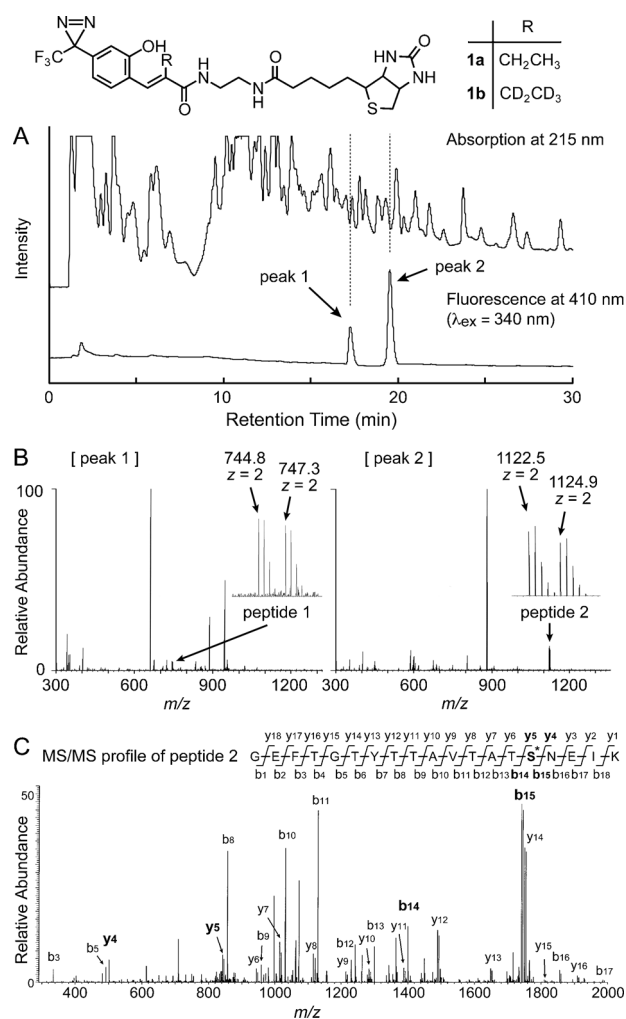 N=N
F3C
OH
R
H
N
O
N
H
O
O
HN
NH
S
R
1a CH2CH3
1b CD2CD3
A
Absorption at 215 nm
Intensity
peak 1
peak 2
Fluorescence at 410 nm
(λex = 340 nm)
0 10 20 30
Retention Time (min)
B
[ peak 1 ]
744.8
z = 2
747.3
z = 2
[ peak 2 ]
1122.5
z = 2
1124.9
z = 2
100
0
Relative Abundance
peptide 1
peptide 2
300 600 900 1200
300 600 900 1200
m/z
m/z
C
MS/MS profile of peptide 2
y18 y17 y16 y15 y14 y13 y12 y11 y10 y9 y8 y7 y6 y5 y4 y3 y2 y1
G E F T G T Y T T A V T A T S* N E I K
b1 b2 b3 b4 b5 b6 b7 b8 b9 b10 b11 b12 b13 b14 b15 b16 b17 b18
50
0
Relative Abundance
b3
b5
y4
y5
b8
y6
b9
y7
b10
y8
b11
y9
b12
y10
b13
y11
b14
y12
y13
b15
y14
y15
b16
y16
b17
400 600 800 1000 1200 1400 1600 1800 2000
m/z